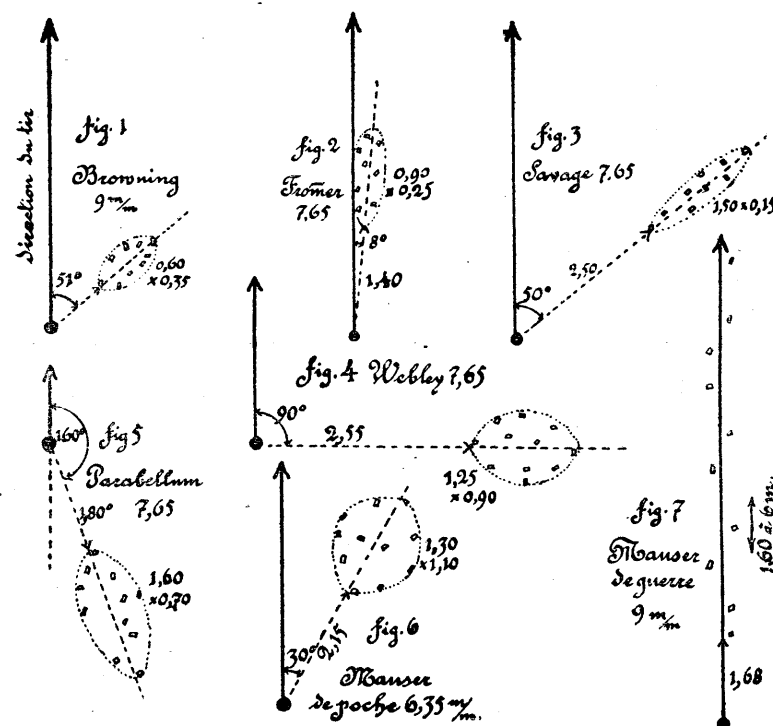 Direction du tir
fig. 1
Browning
9 m/m
51°
0,60
×0,35
fig. 2
Fromer
7.65
0,90
×0,25
8°
1,40
fig. 3
Savage 7.65
1,50×0,15
2,50
50°
fig. 4 Webley 7,65
90°
2,55
1,25
×0,90
fig 5
160°
Parabellum
7,65
1,80°
1,60
×0,70
fig. 6
1,30
×1,10
2,15
30°
Mauser
de poche 6,35 m/m.
fig. 7
Mauser
de guerre
9 m/m
1,60 à 6 m.
1,68